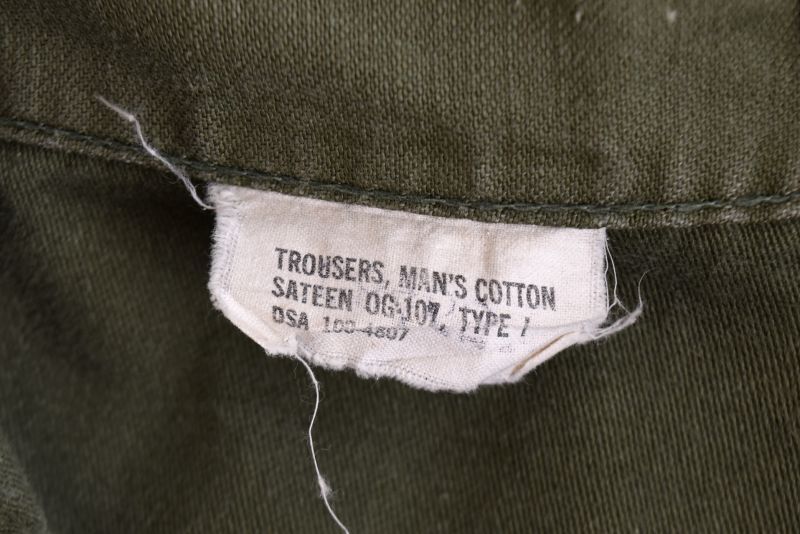 TROUSERS, MAN'S COTTON
SATEEN OG-107, TYPE I
DSA 100-4807